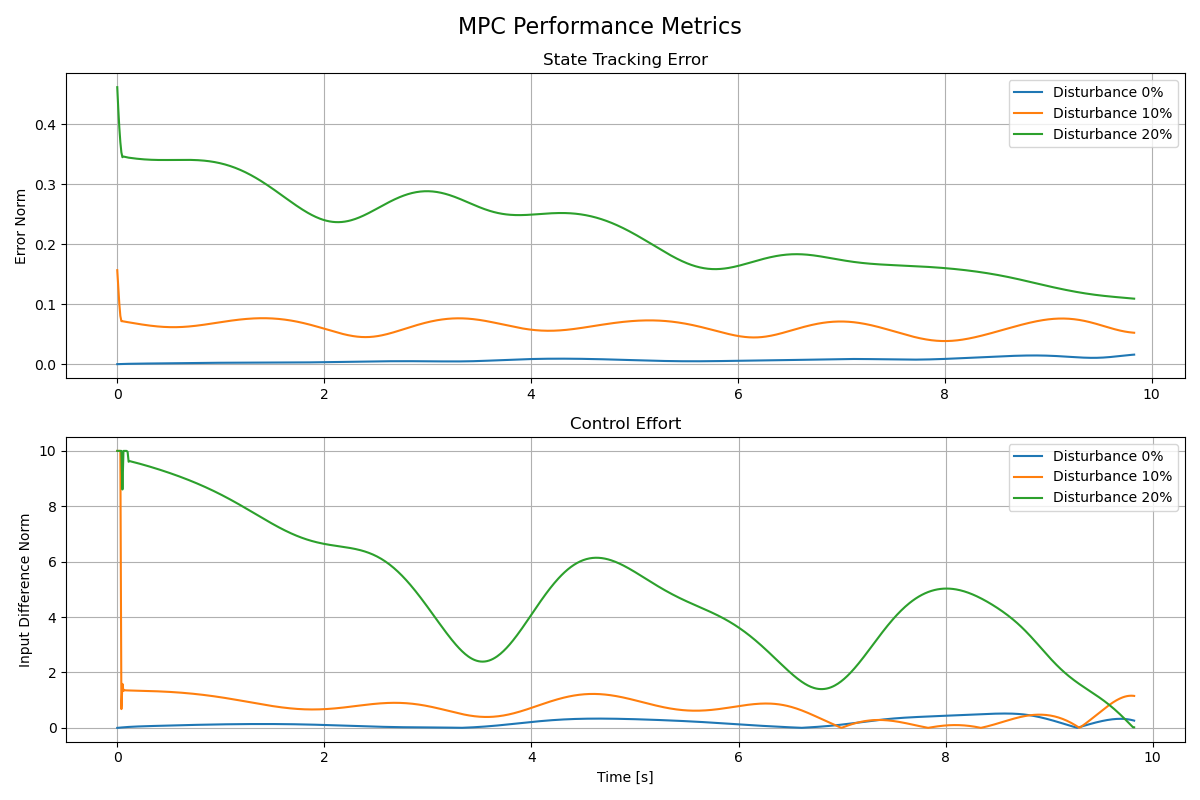 MPC Performance Metrics
State Tracking Error
Error Norm
0.4
0.3
0.2
0.1
0.0
Disturbance 0%
Disturbance 10%
Disturbance 20%
0 2 4 6 8 10
Control Effort
Input Difference Norm
10
8
6
4
2
0
Disturbance 0%
Disturbance 10%
Disturbance 20%
0 2 4 6 8 10
Time [s]